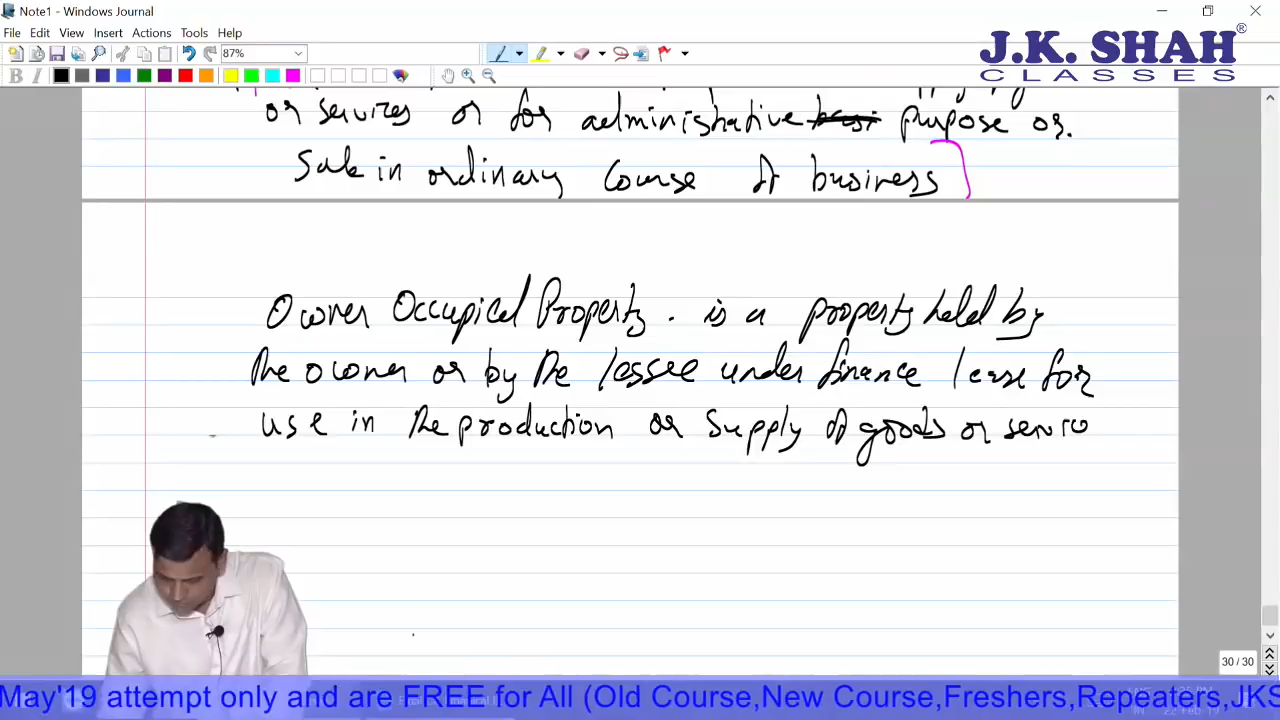 Note1 - Windows Journal
File Edit View Insert Actions Tools Help
87%
J.K. SHAH®
CLASSES
or services or for administrative purpose or.
Sale in ordinary course of business
Owner Occupied Property . is a property held by
the owner or by the lessee under finance lease for
use in the production or supply of goods or service
30 / 30
May'19 attempt only and are FREE for All (Old Course,New Course,Freshers,Repeaters,JKS